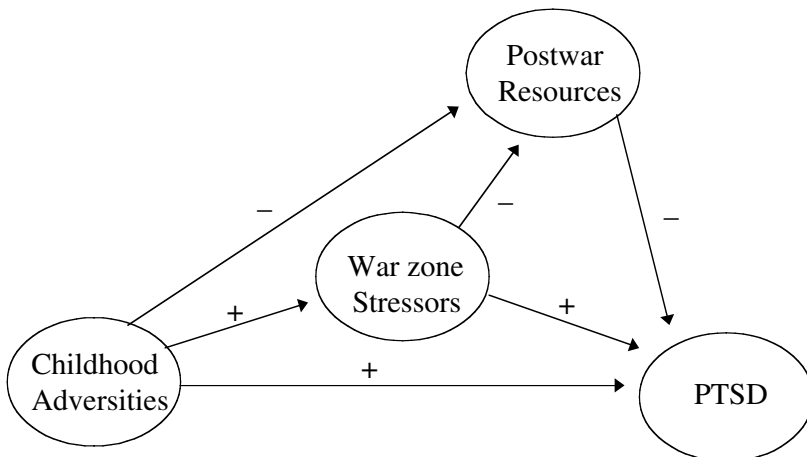 Postwar
Resources
−
−
−
War zone
Stressors
+
+
Childhood
Adversities
+
PTSD